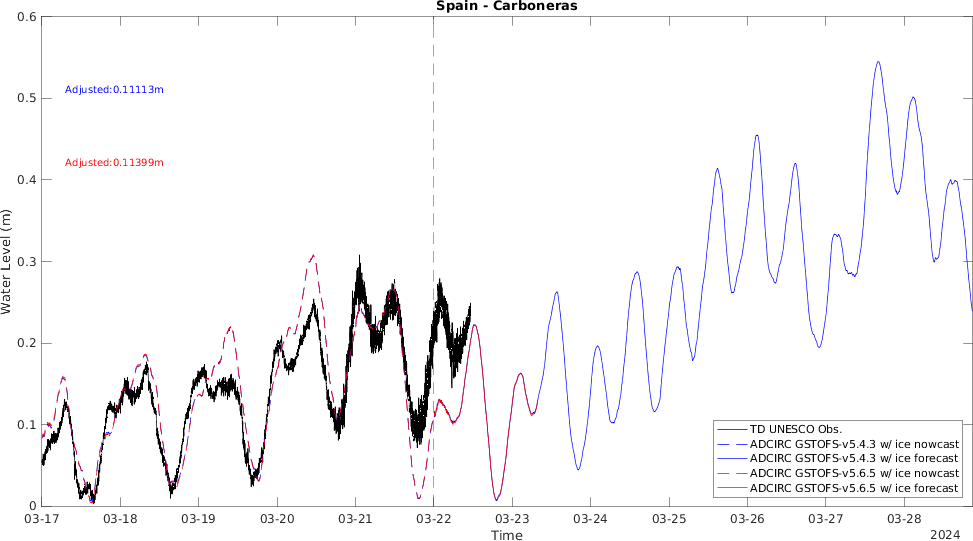 Spain - Carboneras
0.6
0.5
0.4
0.3
0.2
0.1
0
Water Level (m)
Adjusted:0.11113m
Adjusted:0.11399m
TD UNESCO Obs.
ADCIRC GSTOFS-v5.4.3 w/ ice nowcast
ADCIRC GSTOFS-v5.4.3 w/ ice forecast
ADCIRC GSTOFS-v5.6.5 w/ ice nowcast
ADCIRC GSTOFS-v5.6.5 w/ ice forecast
03-17 03-18 03-19 03-20 03-21 03-22 03-23 03-24 03-25 03-26 03-27 03-28
Time
2024